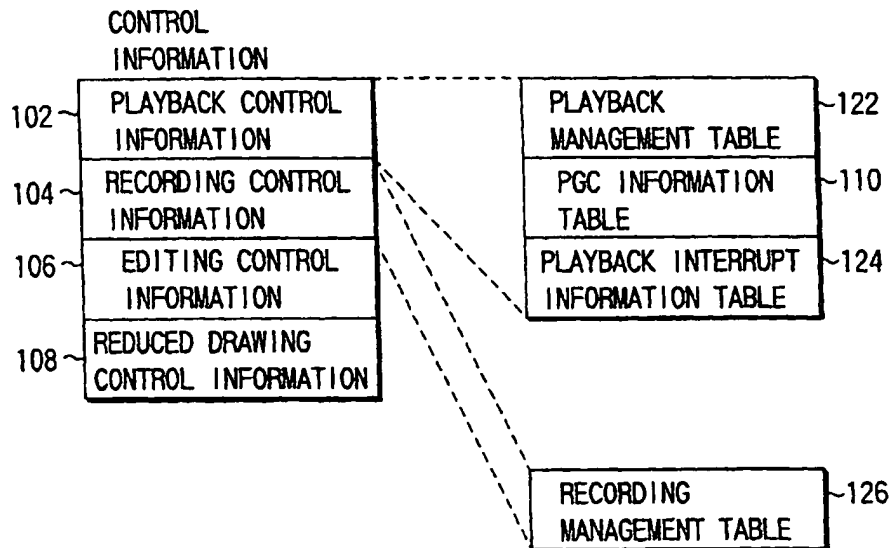 CONTROL
INFORMATION
102
PLAYBACK CONTROL
INFORMATION
104
RECORDING CONTROL
INFORMATION
106
EDITING CONTROL
INFORMATION
108
REDUCED DRAWING
CONTROL INFORMATION
PLAYBACK
MANAGEMENT TABLE
122
PGC INFORMATION
TABLE
110
PLAYBACK INTERRUPT
INFORMATION TABLE
124
RECORDING
MANAGEMENT TABLE
126